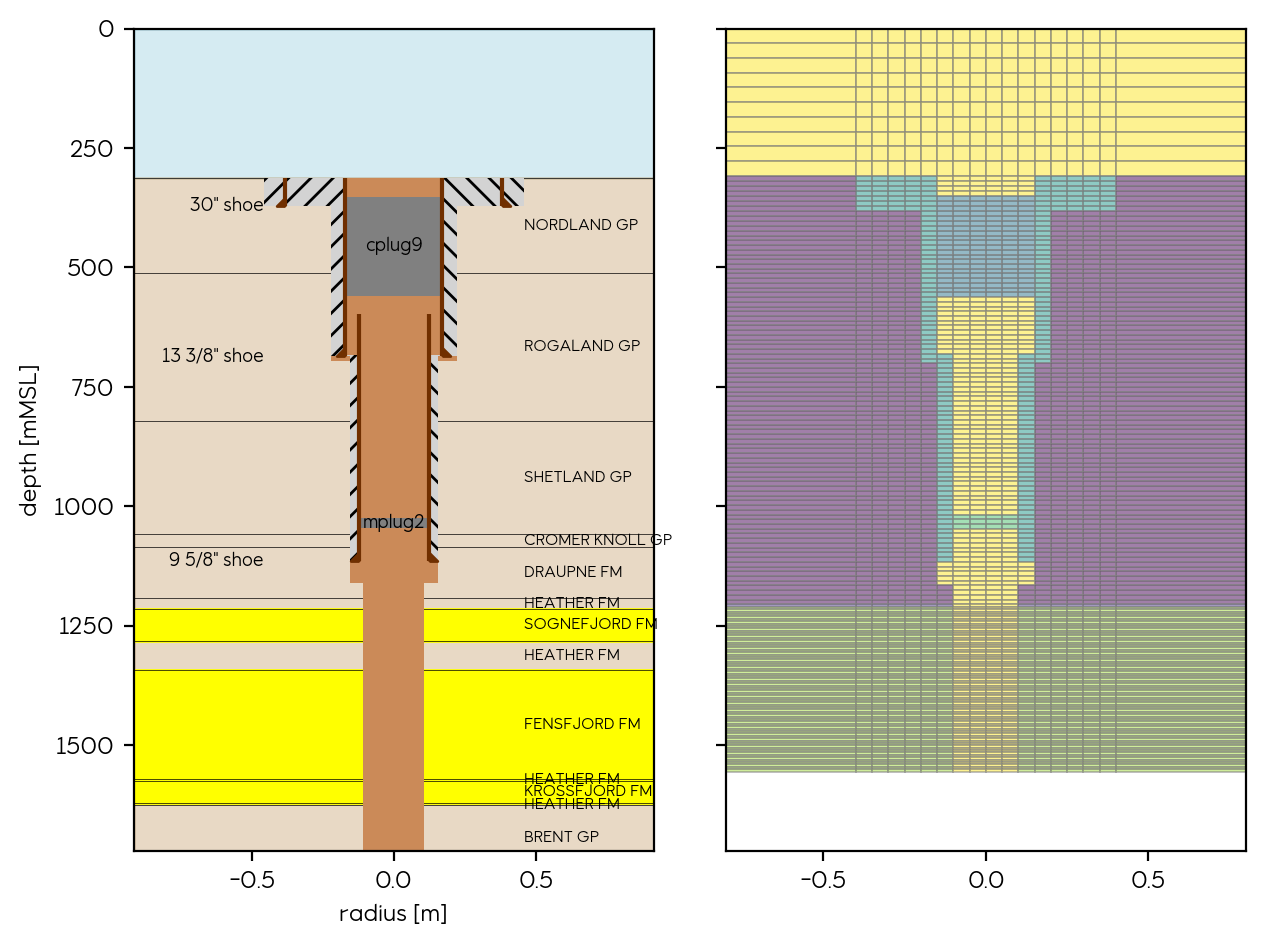 0
250
30" shoe
NORDLAND GP
cplug9
500
ROGALAND GP
13 3/8" shoe
750
SHETLAND GP
1000
mplug2
CROMER KNOLL GP
9 5/8" shoe
DRAUPNE FM
HEATHER FM
1250
SOGNEFJORD FM
HEATHER FM
FENSFJORD FM
1500
HEATHER FM
KROSSFJORD FM
HEATHER FM
BRENT GP
depth [mMSL]
−0.5 0.0 0.5
radius [m]
−0.5 0.0 0.5